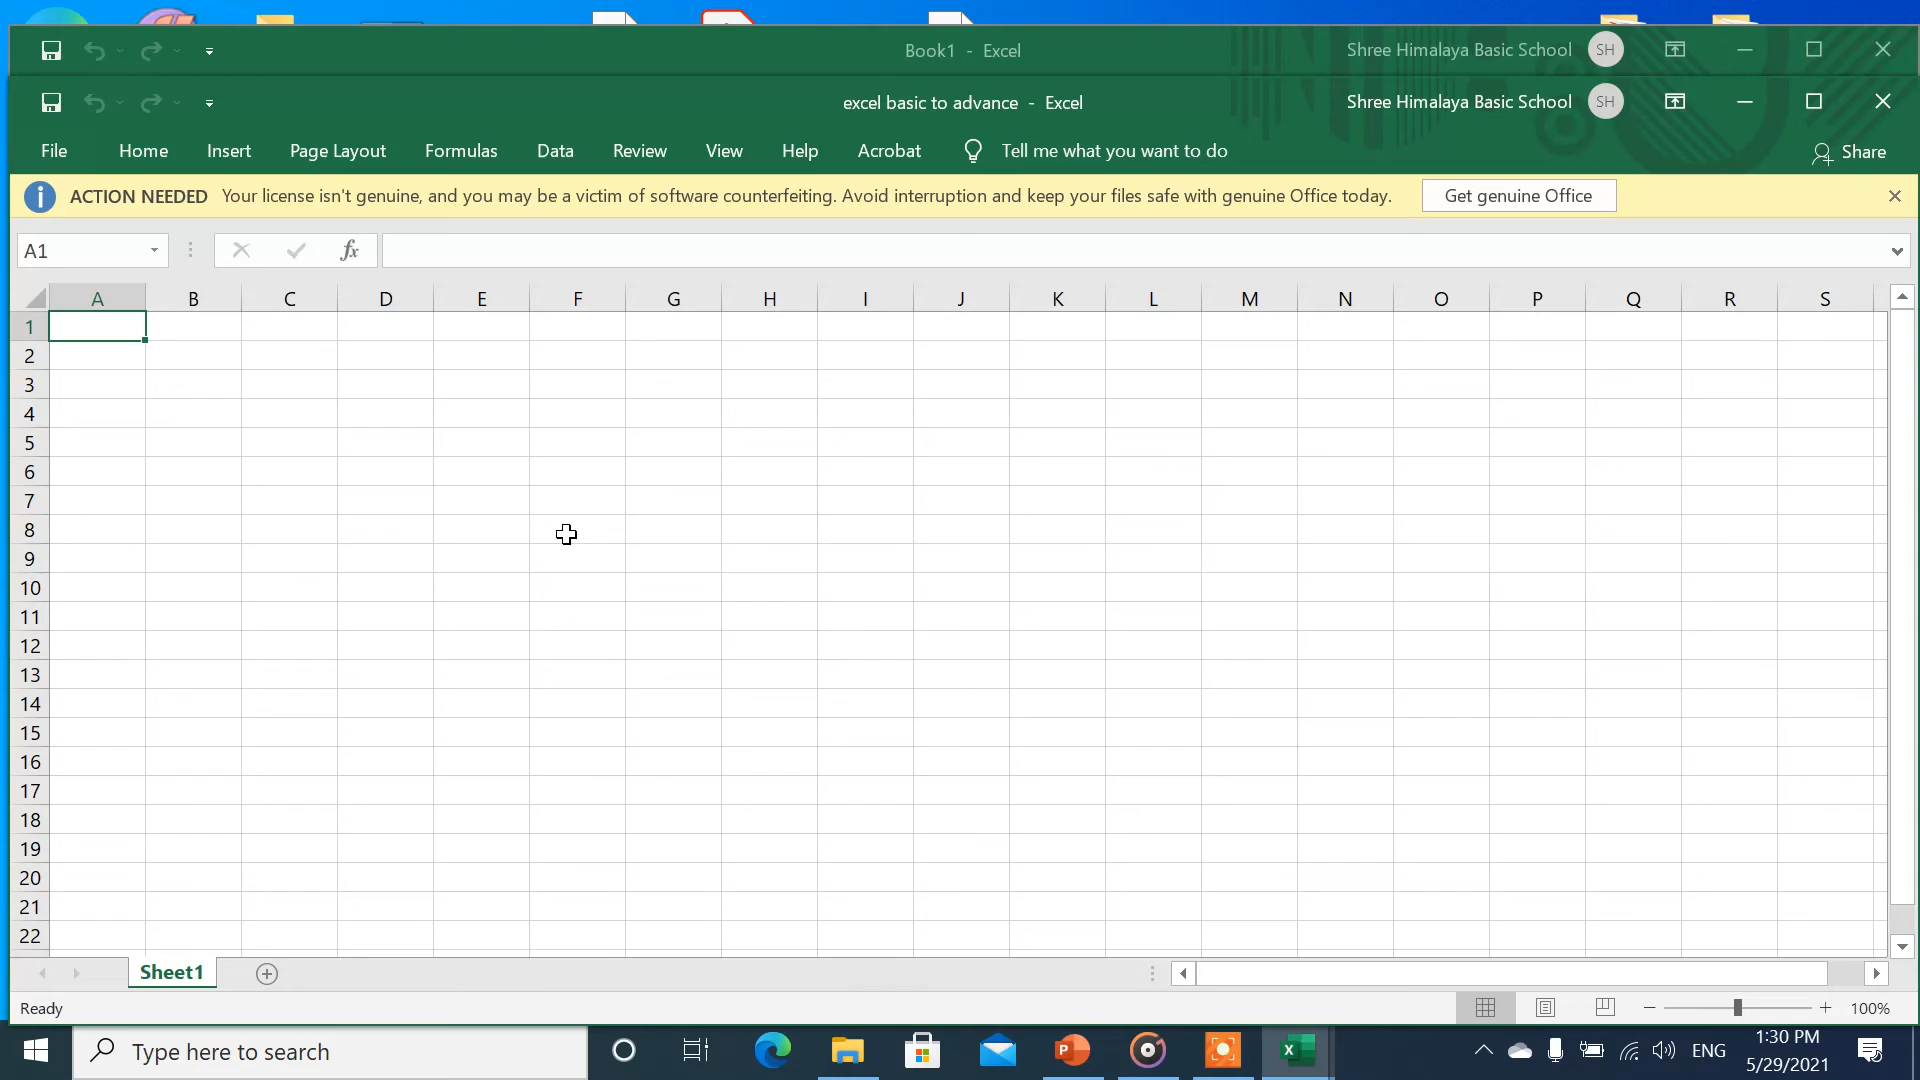 Book1 - Excel
Shree Himalaya Basic School SH
excel basic to advance - Excel
Shree Himalaya Basic School SH
File Home Insert Page Layout Formulas Data Review View Help Acrobat Tell me what you want to do Share
ACTION NEEDED Your license isn't genuine, and you may be a victim of software counterfeiting. Avoid interruption and keep your files safe with genuine Office today. Get genuine Office
A1 fx
A B C D E F G H I J K L M N O P Q R S
1
2
3
4
5
6
7
8
9
10
11
12
13
14
15
16
17
18
19
20
21
22
Sheet1
Ready 100%
Type here to search ENG 1:30 PM
5/29/2021